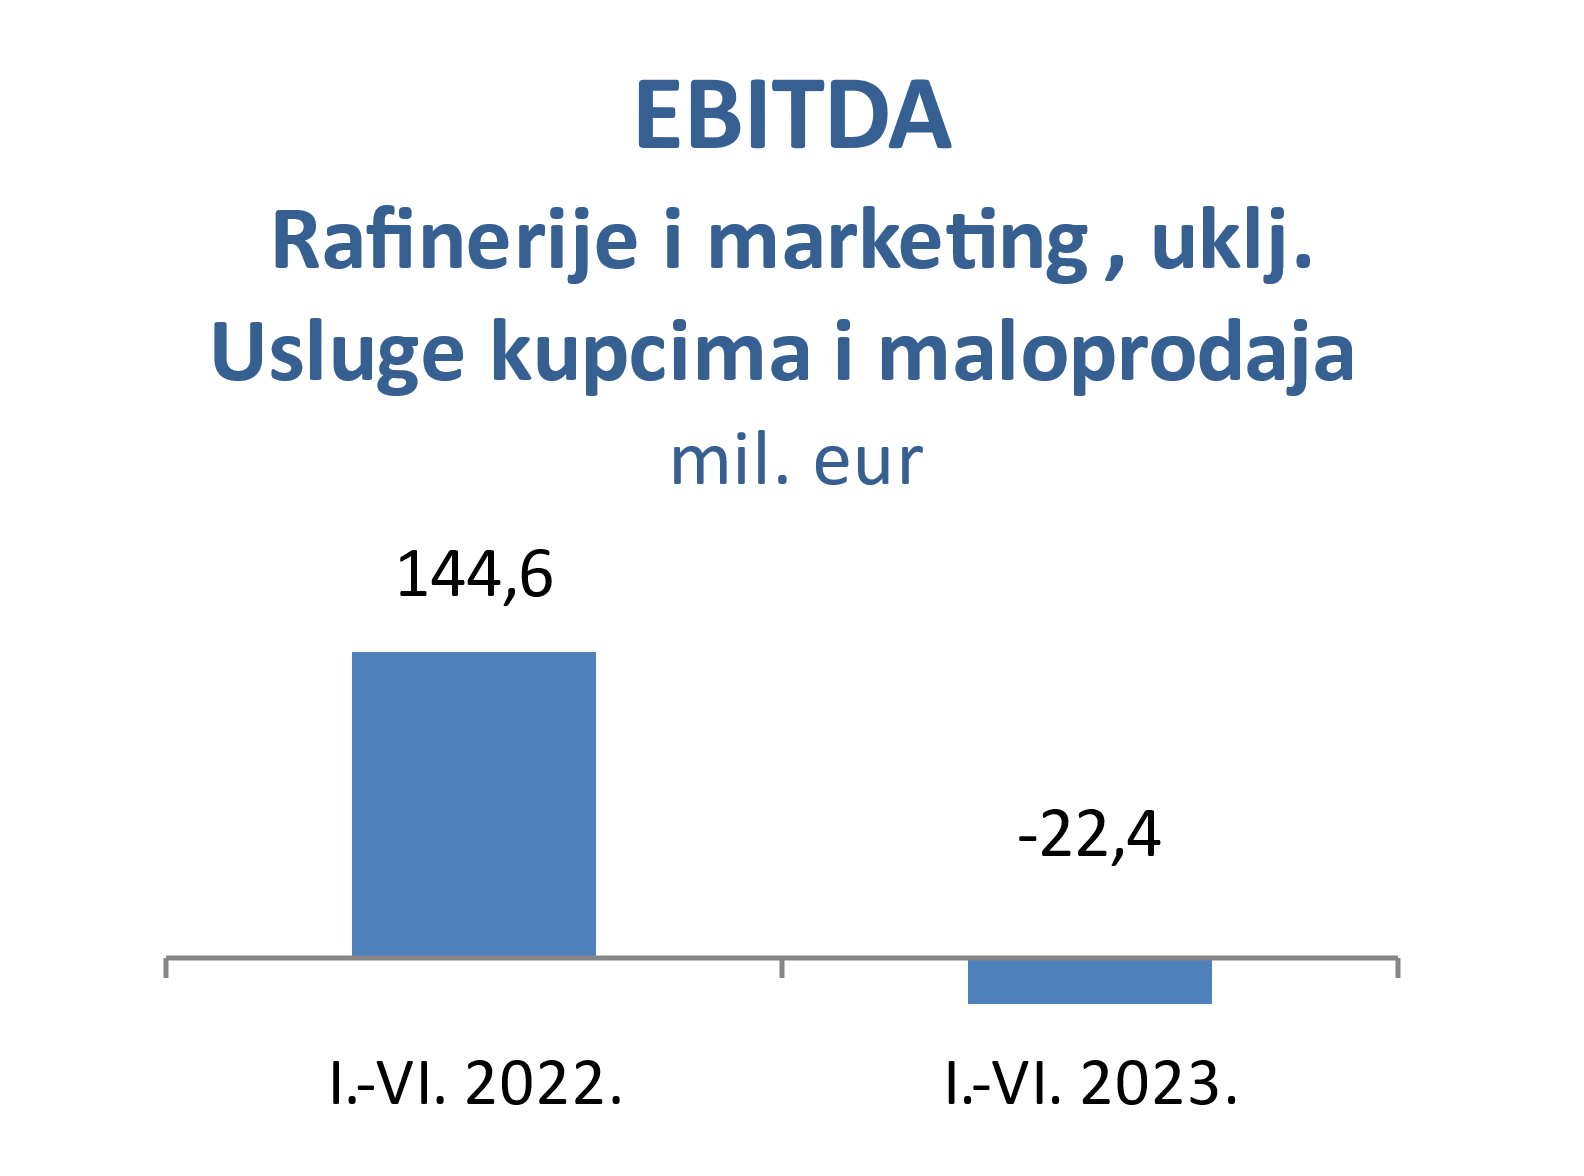 EBITDA
Rafinerije i marketing , uklj.
Usluge kupcima i maloprodaja
mil. eur
144,6
-22,4
I.-VI. 2022.
I.-VI. 2023.